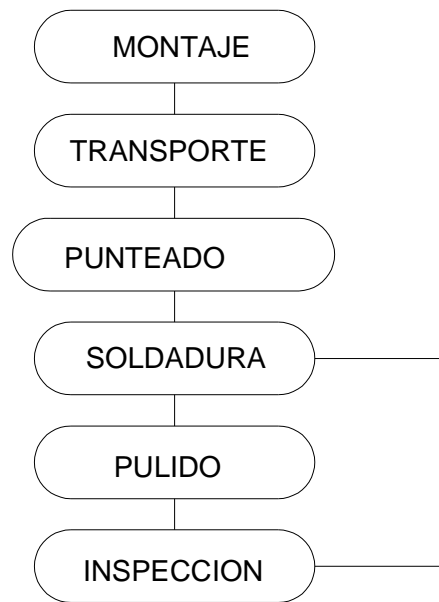 MONTAJE
TRANSPORTE
PUNTEADO
SOLDADURA
PULIDO
INSPECCION